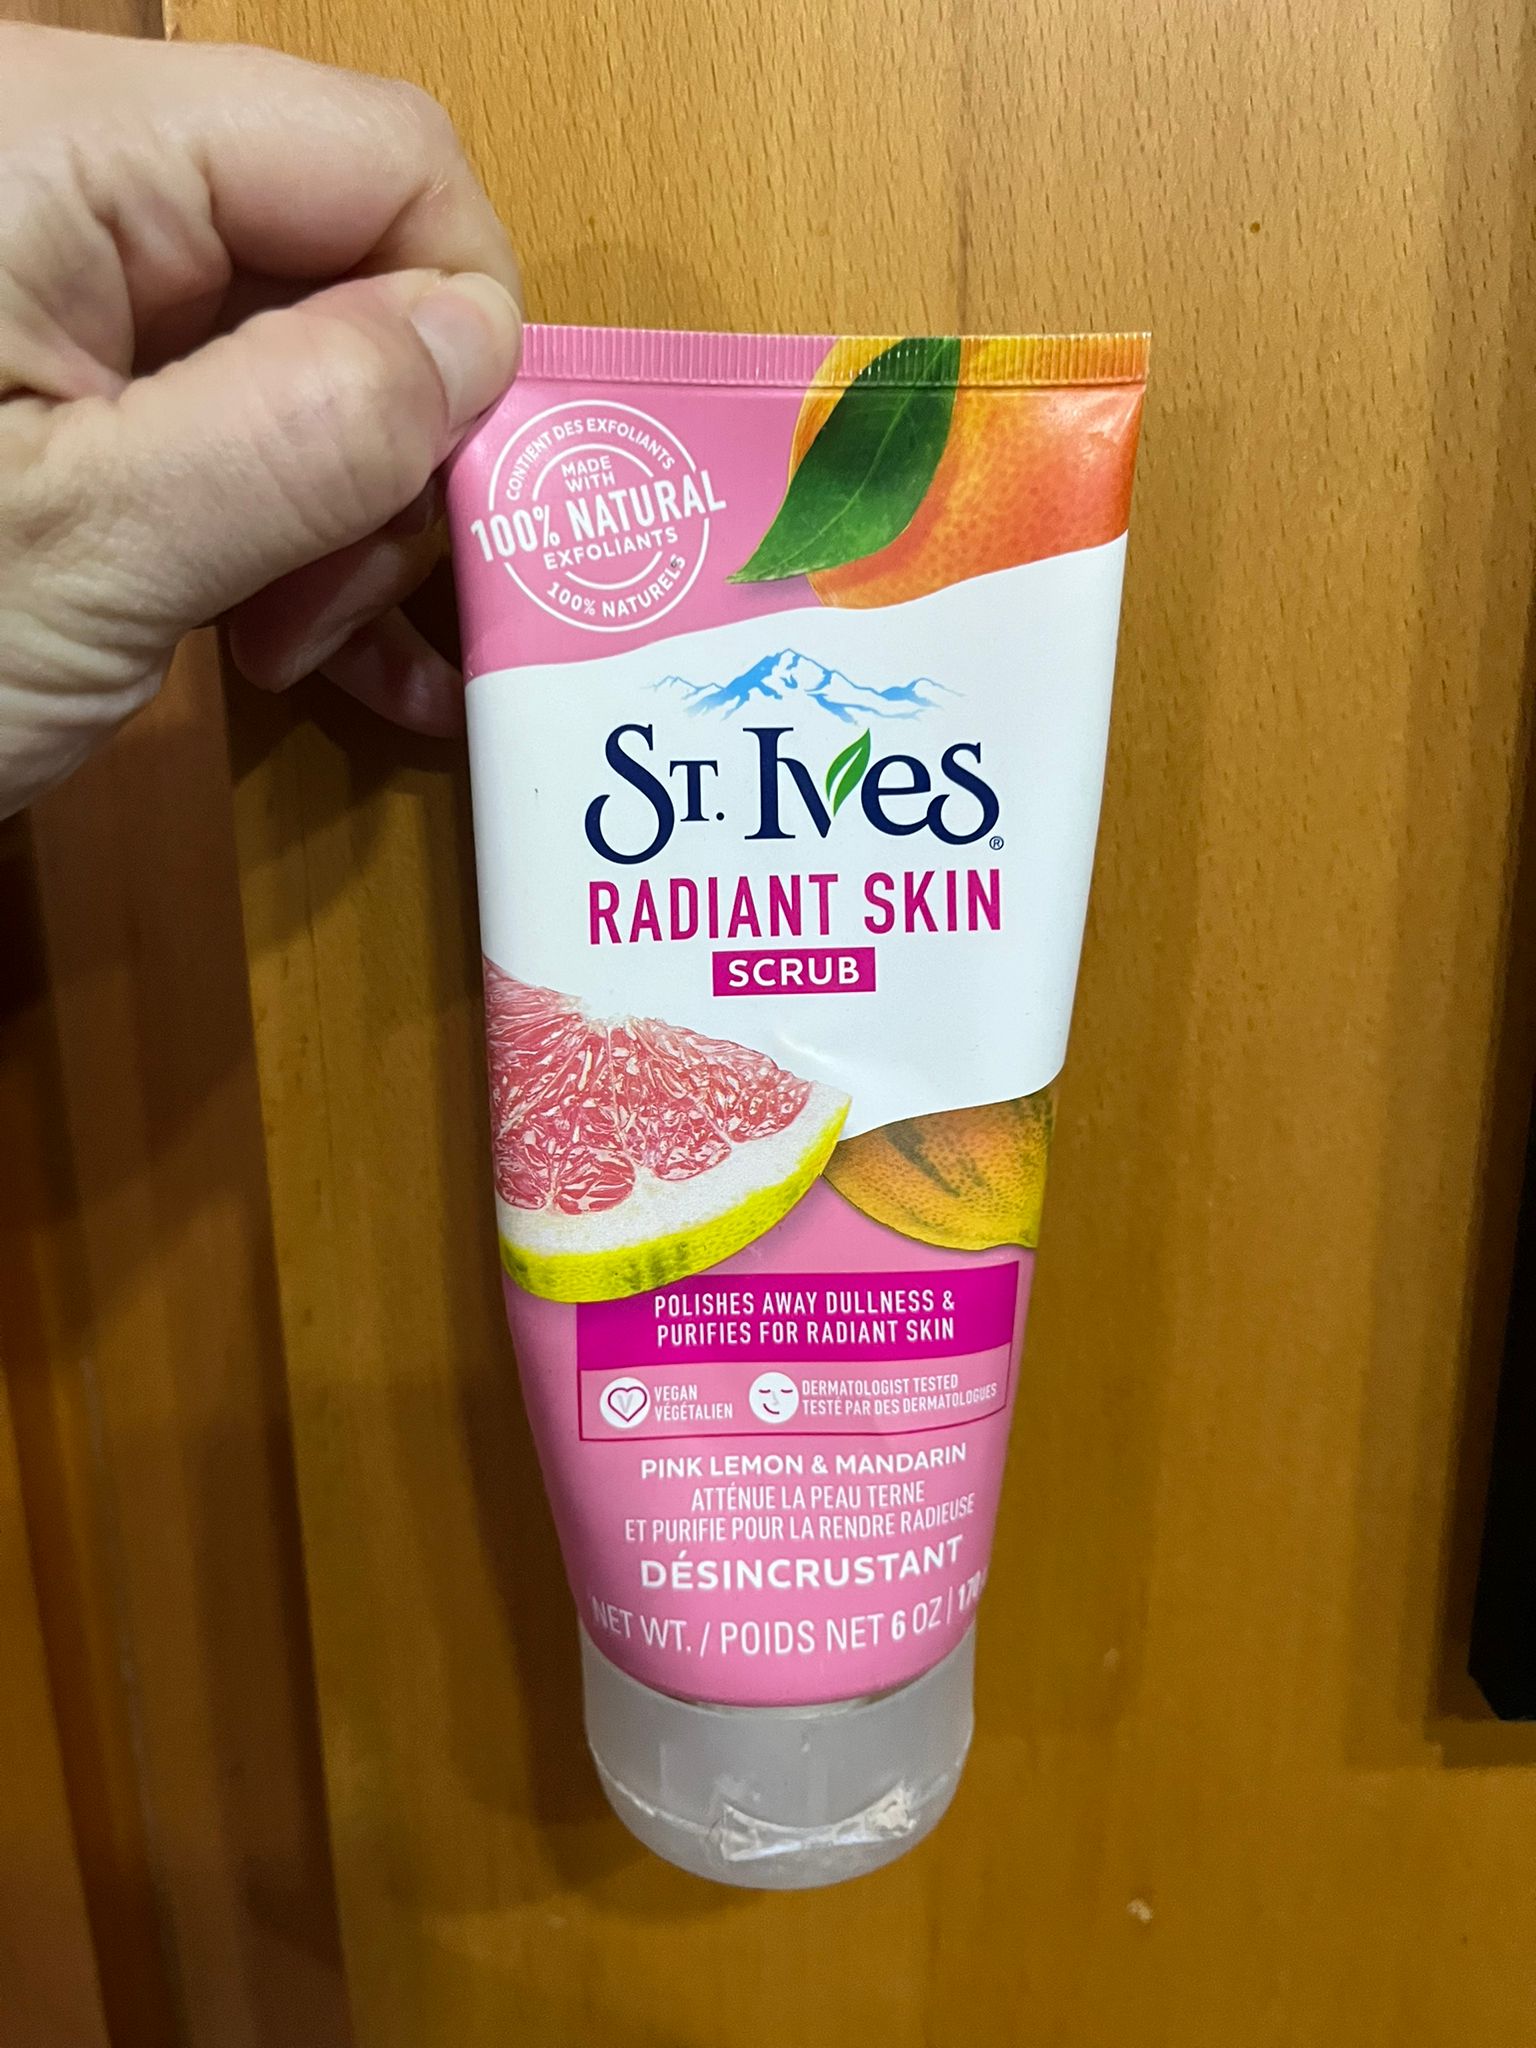 CONTIENT DES EXFOLIANTS
MADE
WITH
100% NATURAL
EXFOLIANTS
100% NATURELS
ST. IVES®
RADIANT SKIN
SCRUB
POLISHES AWAY DULLNESS &
PURIFIES FOR RADIANT SKIN
V
VEGAN
VÉGÉTALIEN
DERMATOLOGIST TESTED
TESTÉ PAR DES DERMATOLOGUES
PINK LEMON & MANDARIN
ATTÉNUE LA PEAU TERNE
ET PURIFIE POUR LA RENDRE RADIEUSE
DÉSINCRUSTANT
NET WT. / POIDS NET 6 OZ | 170